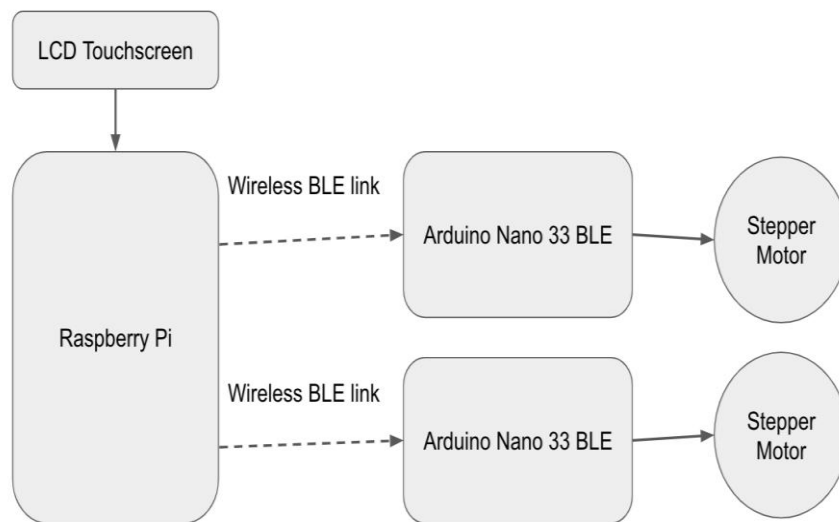 LCD Touchscreen
Wireless BLE link
Arduino Nano 33 BLE
Stepper
Motor
Raspberry Pi
Wireless BLE link
Arduino Nano 33 BLE
Stepper
Motor